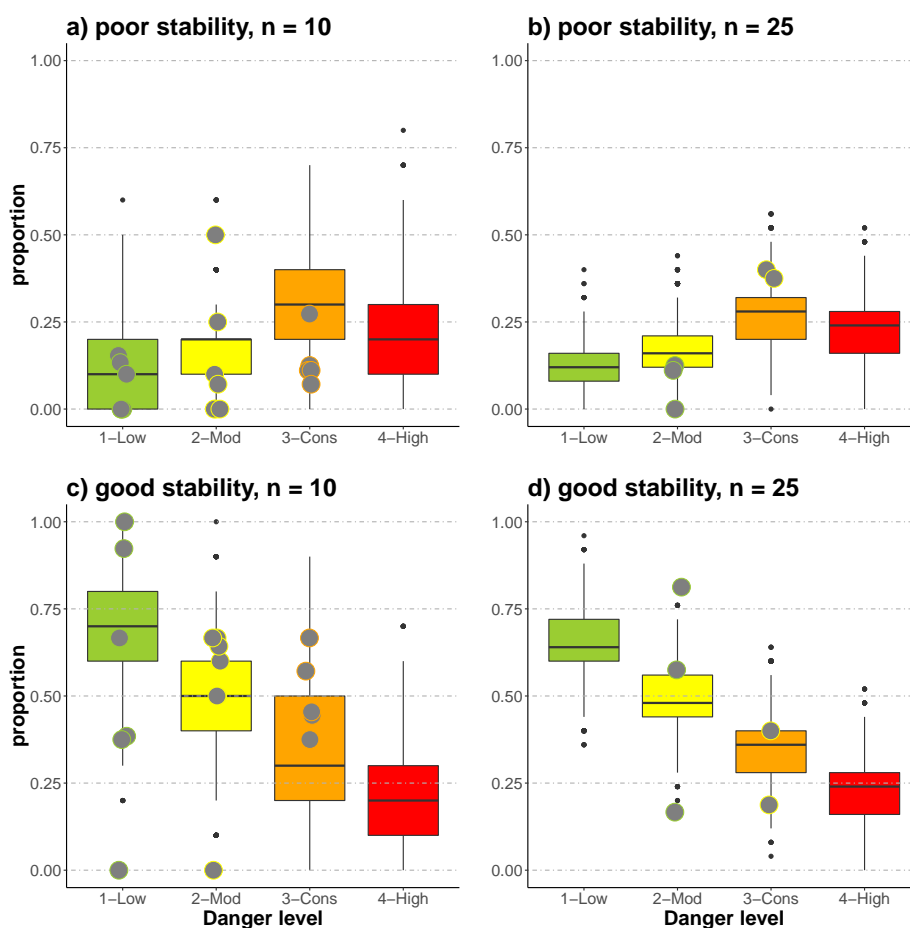 a) poor stability, n = 10
b) poor stability, n = 25
proportion
1.00
0.75
0.50
0.25
0.00
1.00
0.75
0.50
0.25
0.00
1−Low 2−Mod 3−Cons 4−High
1−Low 2−Mod 3−Cons 4−High
c) good stability, n = 10
d) good stability, n = 25
proportion
1.00
0.75
0.50
0.25
0.00
1.00
0.75
0.50
0.25
0.00
1−Low 2−Mod 3−Cons 4−High
1−Low 2−Mod 3−Cons 4−High
Danger level
Danger level